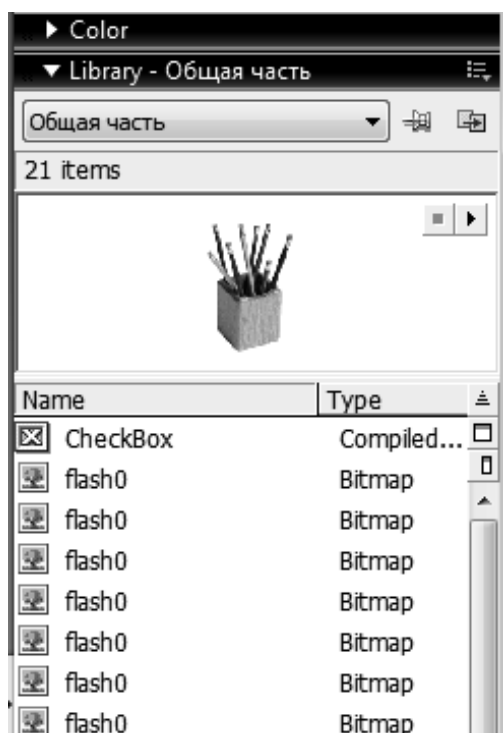 Color
Library - Общая часть
Общая часть
21 items
Name Type
CheckBox Compiled...
flash0 Bitmap
flash0 Bitmap
flash0 Bitmap
flash0 Bitmap
flash0 Bitmap
flash0 Bitmap
flash0 Bitmap